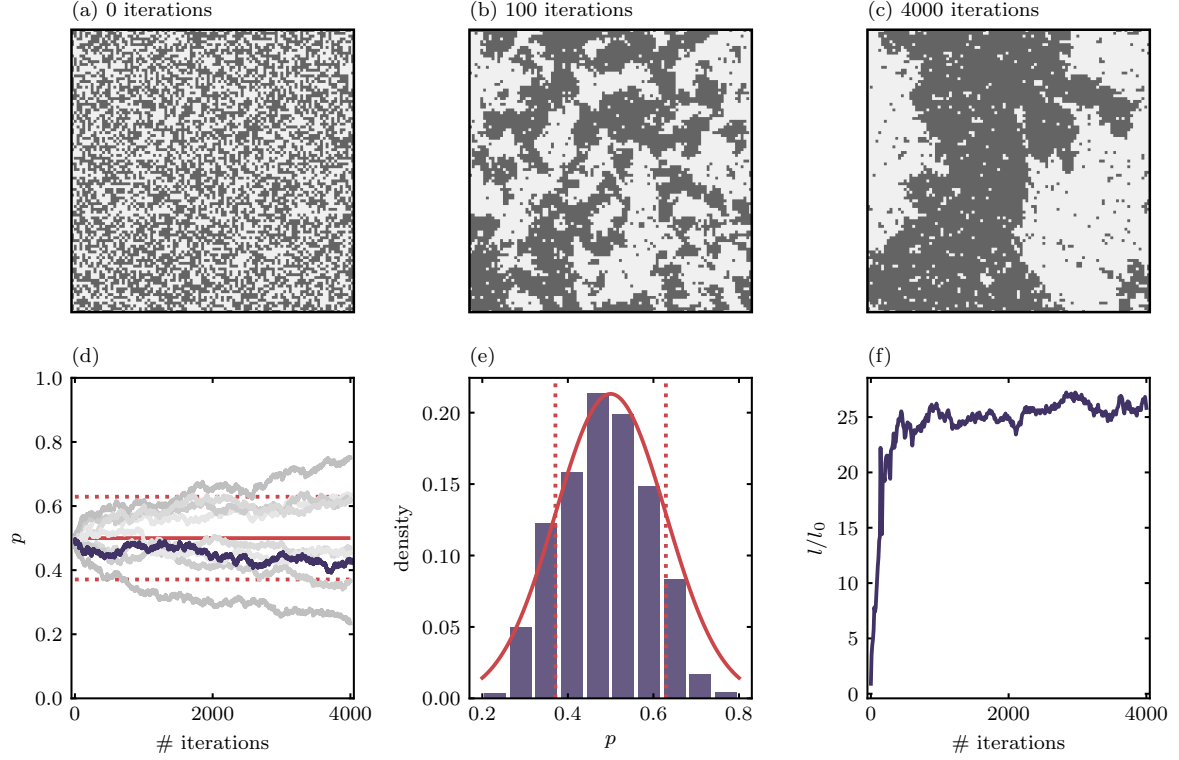 (a) 0 iterations
(b) 100 iterations
(c) 4000 iterations
(d)
1.0
0.8
0.6
0.4
0.2
0.0
p
0
2000
4000
# iterations
(e)
0.20
0.15
0.10
0.05
0.00
density
0.2
0.4
0.6
0.8
p
(f)
25
20
15
10
5
0
l/l0
0
2000
4000
# iterations